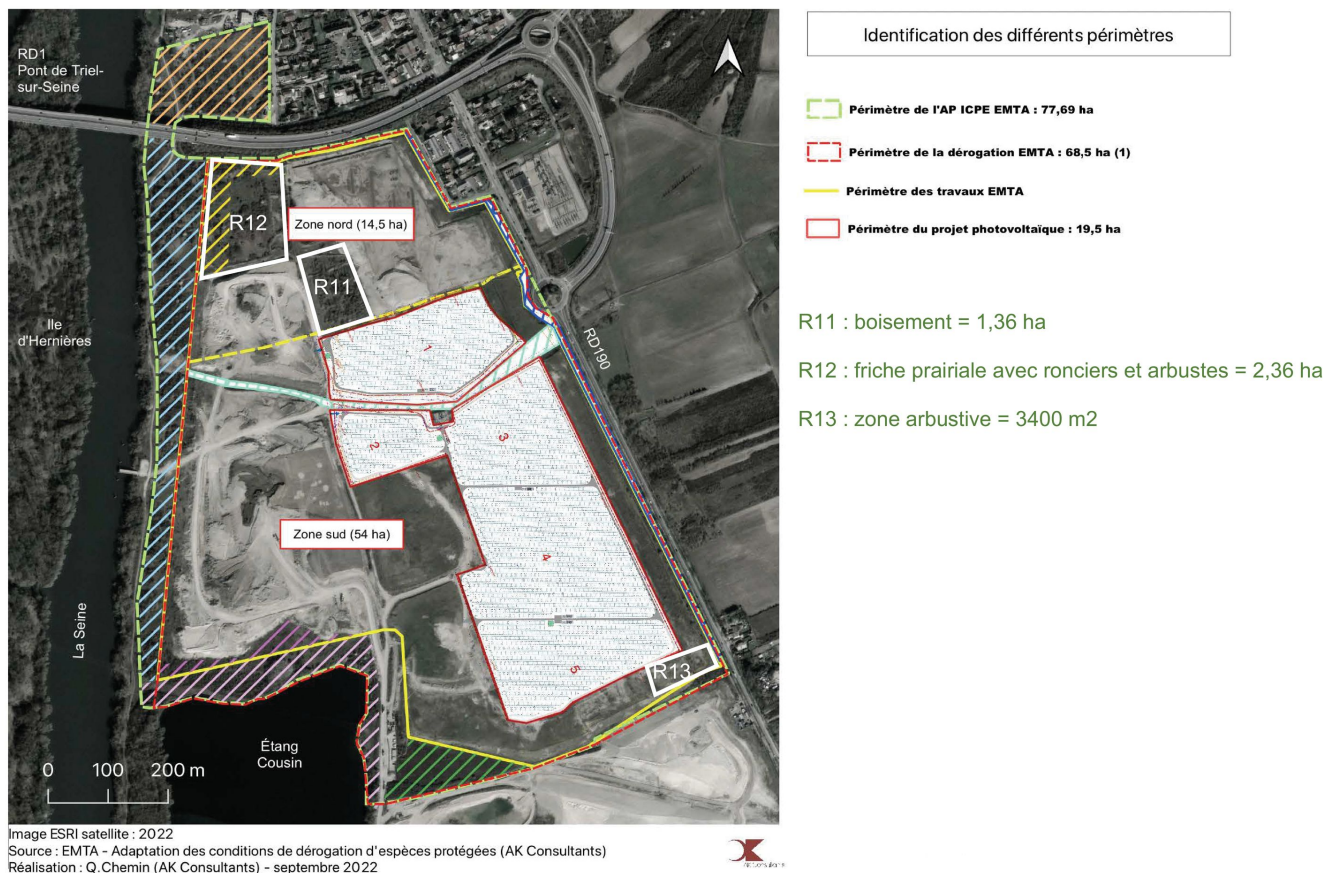 Identification des différents périmètres
RD1
Pont de Triel-
sur-Seine
Périmètre de l'AP ICPE EMTA : 77,69 ha
Périmètre de la dérogation EMTA : 68,5 ha (1)
Périmètre des travaux EMTA
Périmètre du projet photovoltaïque : 19,5 ha
R12
Zone nord (14,5 ha)
R11
Ile
d'Hernières
RD190
1
2
3
4
5
R11 : boisement = 1,36 ha
R12 : friche prairiale avec ronciers et arbustes = 2,36 ha
R13 : zone arbustive = 3400 m2
Zone sud (54 ha)
La Seine
R13
Étang
Cousin
0 100 200 m
Image ESRI satellite : 2022
Source : EMTA - Adaptation des conditions de dérogation d'espèces protégées (AK Consultants)
Réalisation : Q.Chemin (AK Consultants) - septembre 2022
AK Consultants